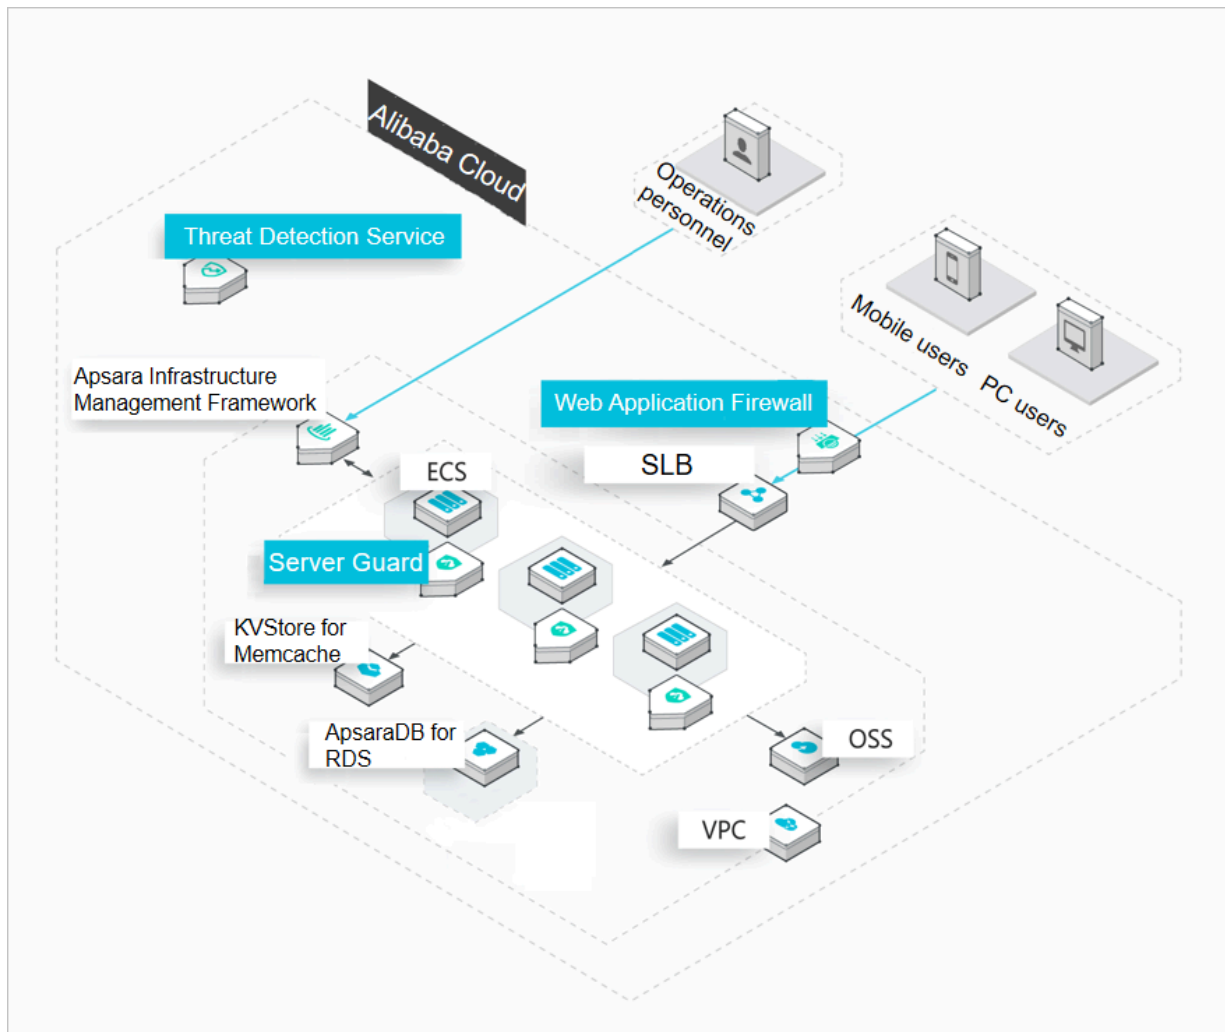 Alibaba Cloud
Operations
personnel
Threat Detection Service
Mobile users
PC users
Apsara Infrastructure
Management Framework
Web Application Firewall
SLB
ECS
Server Guard
KVStore for
Memcache
ApsaraDB for
RDS
OSS
VPC